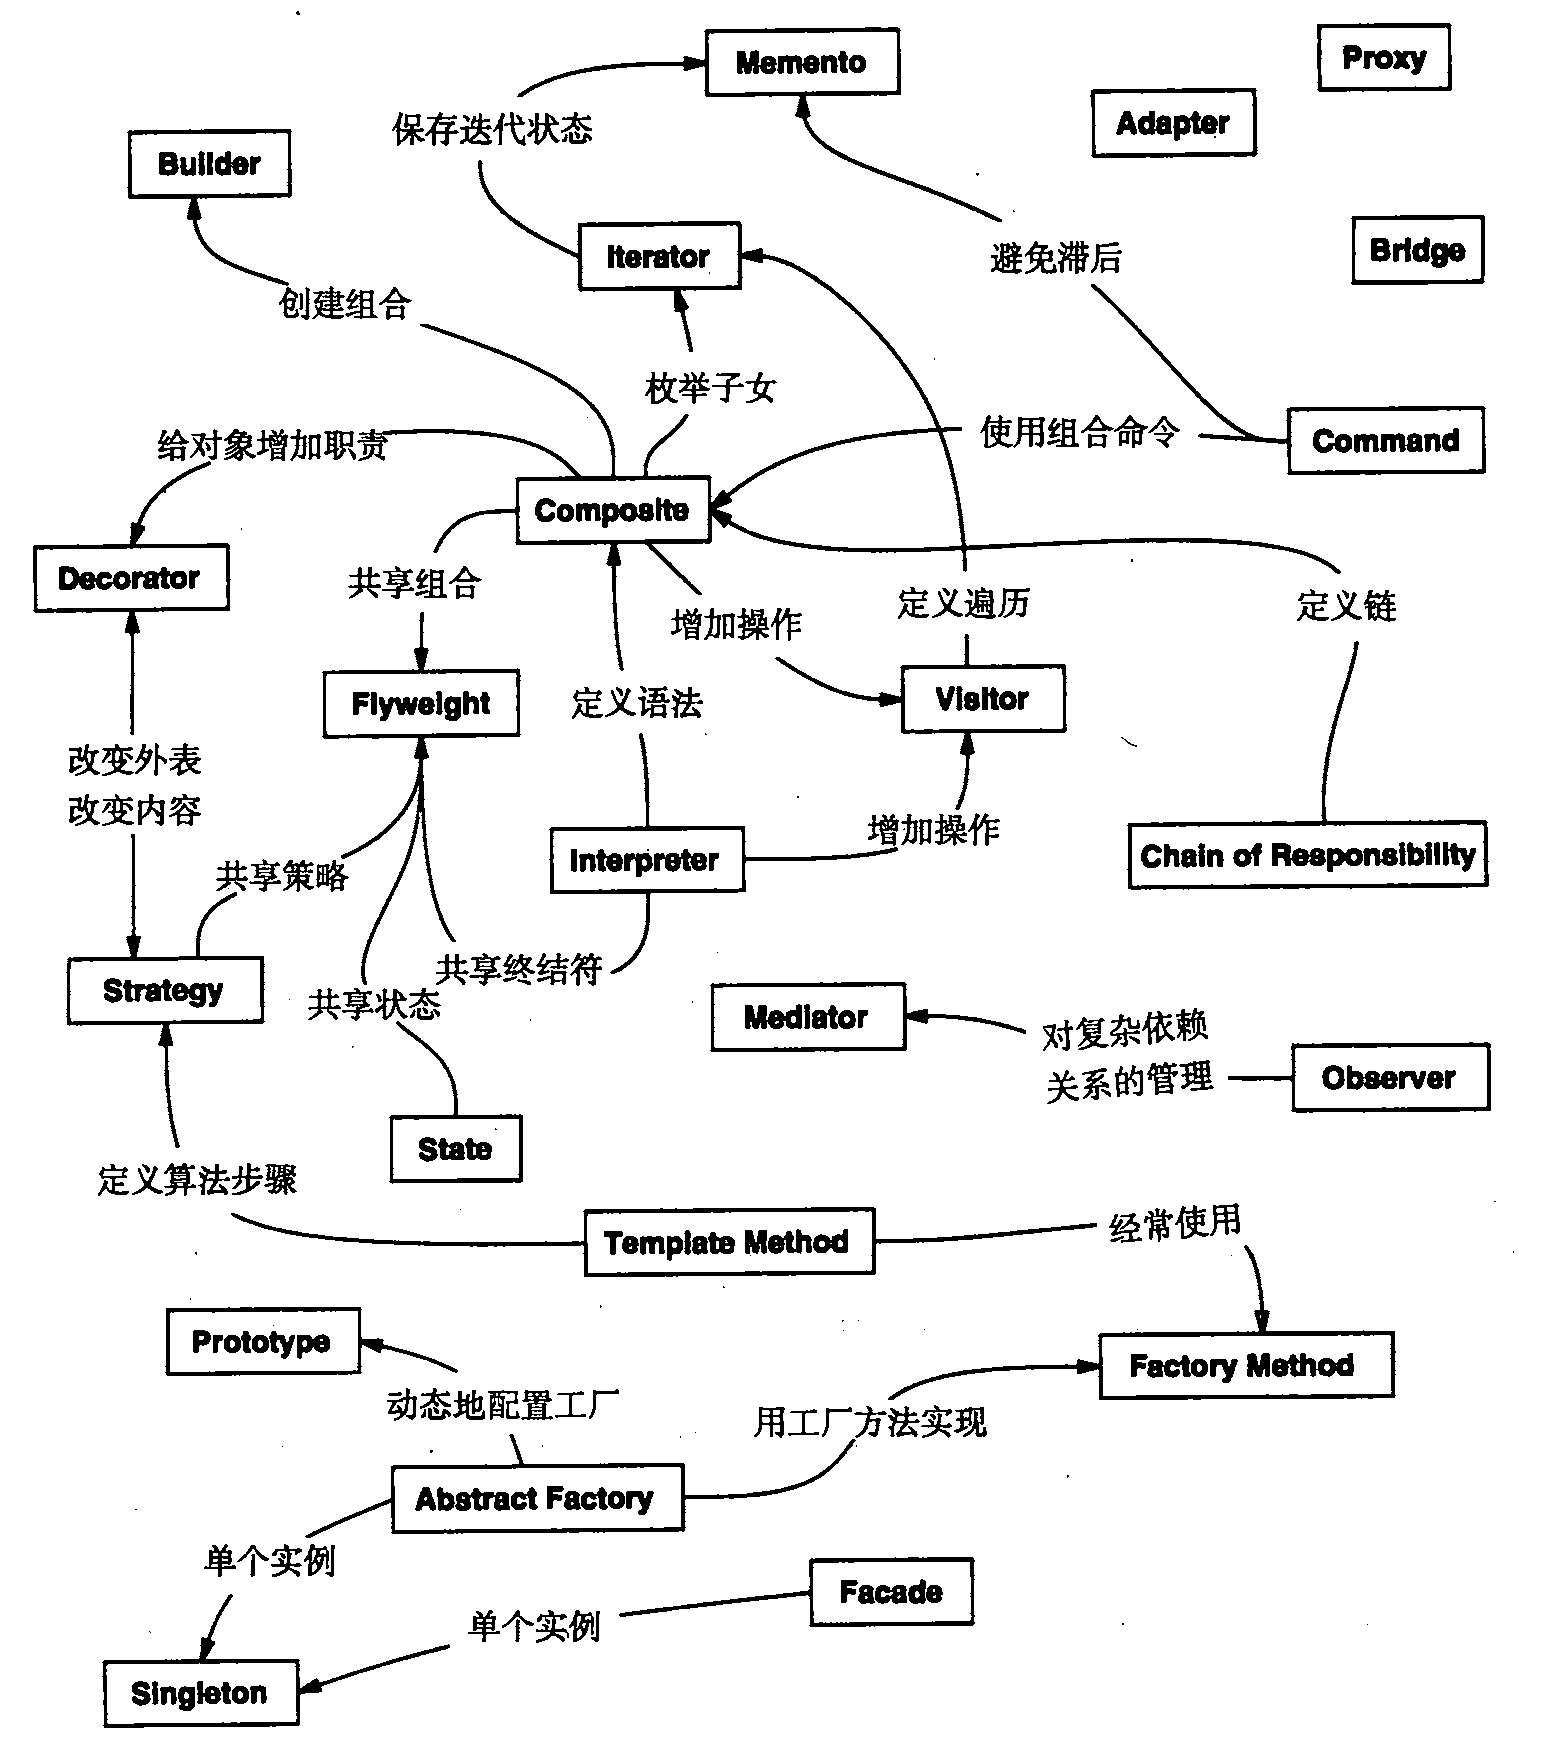 Memento
Proxy
Adapter
保存迭代状态
Builder
Iterator
避免滞后
Bridge
创建组合
枚举子女
给对象增加职责
使用组合命令
Command
Composite
Decorator
共享组合
增加操作
定义遍历
定义链
Flyweight
定义语法
Visitor
改变外表
改变内容
共享策略
Interpreter
增加操作
Chain of Responsibility
共享终结符
Strategy
共享状态
Mediator
对复杂依赖
关系的管理
Observer
State
定义算法步骤
Template Method
经常使用
Prototype
Factory Method
动态地配置工厂
用工厂方法实现
Abstract Factory
单个实例
Facade
单个实例
Singleton